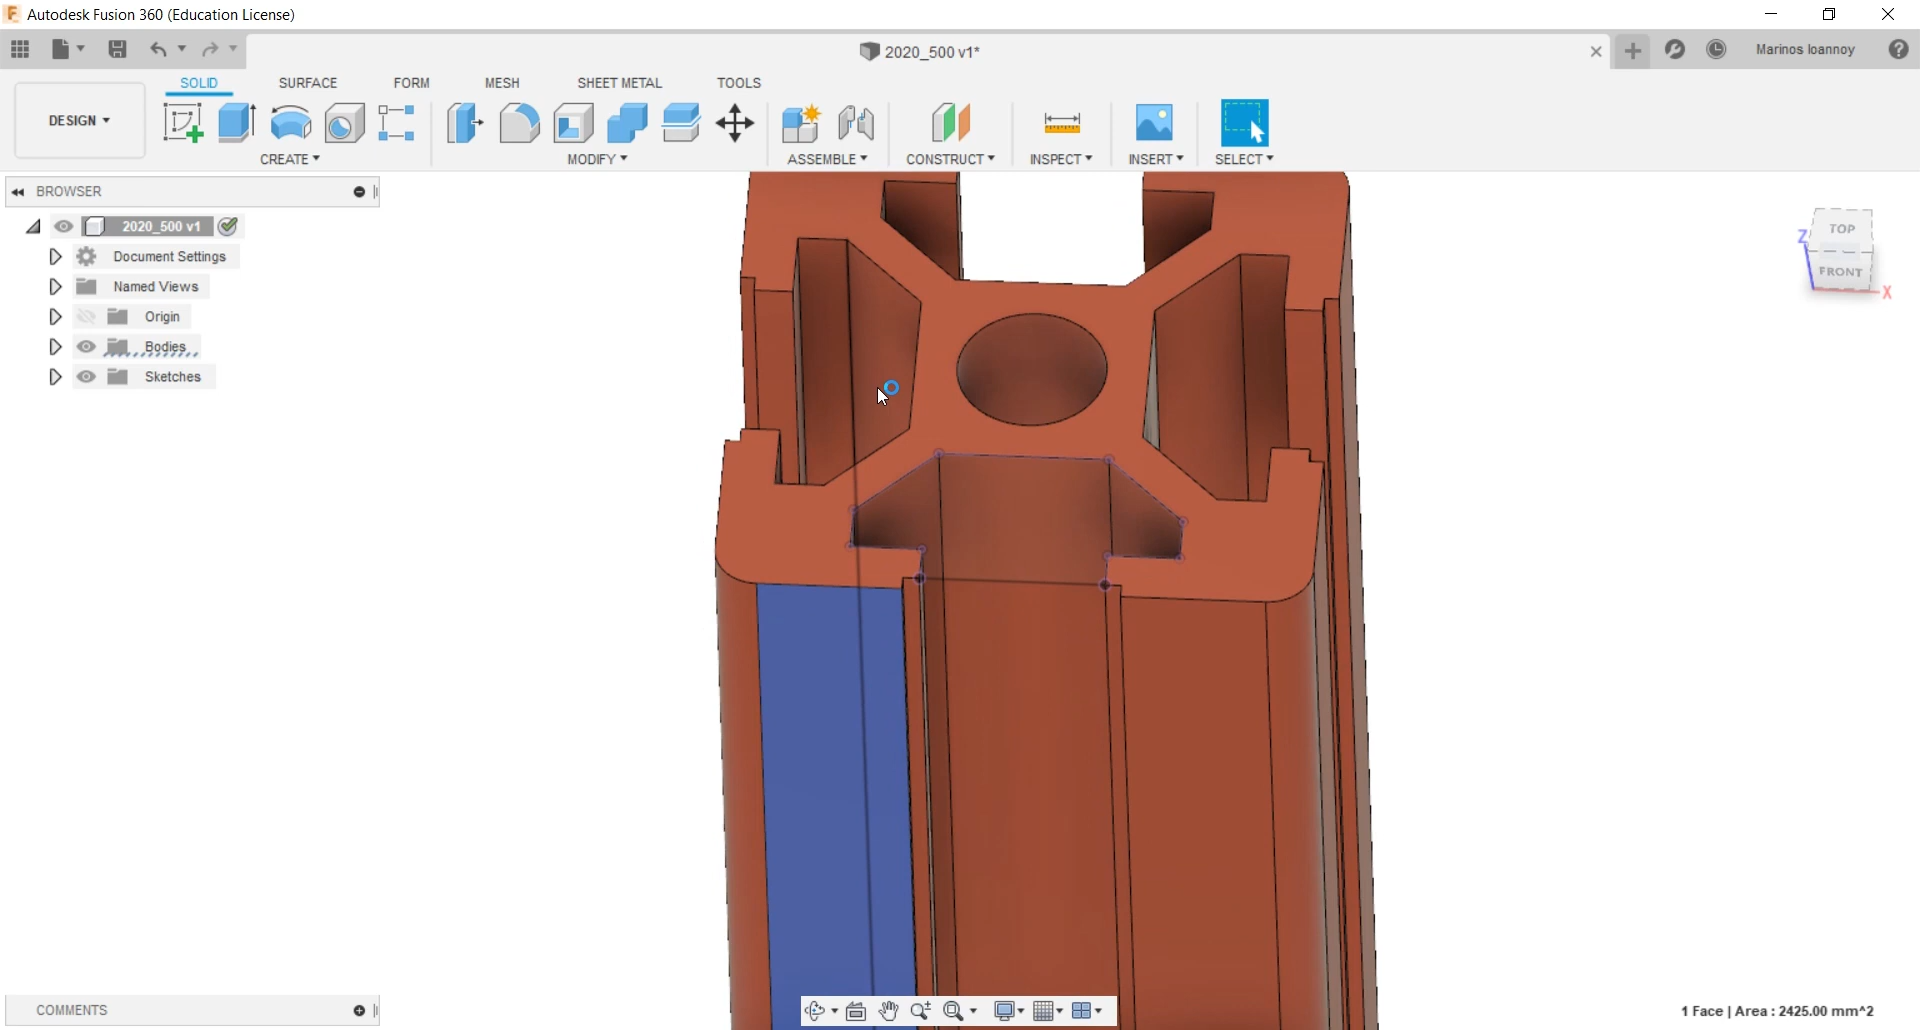 Autodesk Fusion 360 (Education License)
2020_500 v1*
Marinos Ioannoy
SOLID SURFACE FORM MESH SHEET METAL TOOLS
DESIGN
CREATE MODIFY ASSEMBLE CONSTRUCT INSPECT INSERT SELECT
BROWSER
2020_500 v1
Document Settings
Named Views
Origin
Bodies
Sketches
TOP
Z
FRONT
X
COMMENTS
1 Face | Area : 2425.00 mm^2